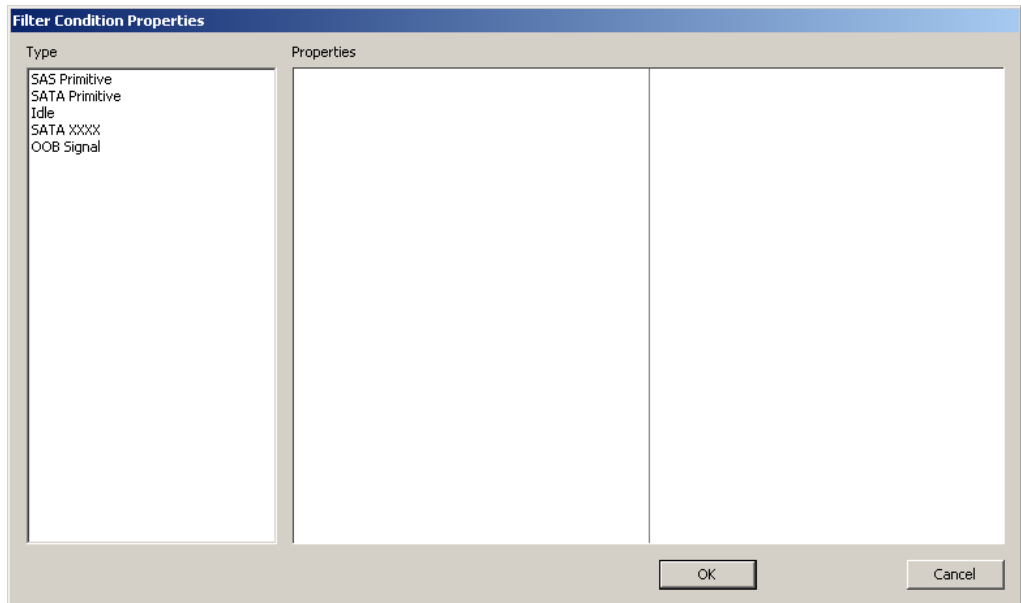 Filter Condition Properties
Type Properties
SAS Primitive
SATA Primitive
Idle
SATA XXXX
OOB Signal
OK Cancel